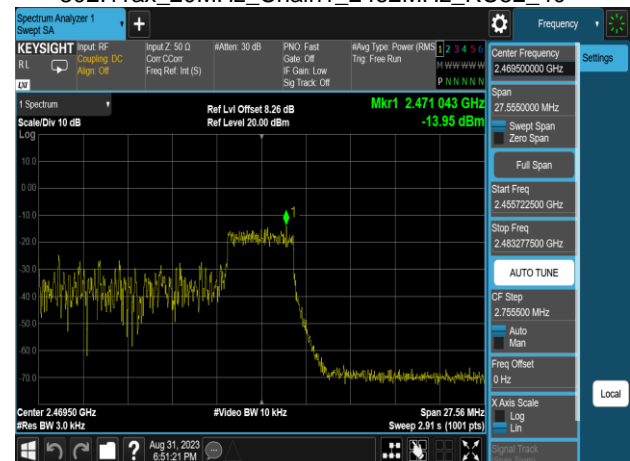 Spectrum Analyzer 1
Swept SA
Frequency
KEYSIGHT
RL
LXI
Input: RF
Coupling: DC
Align: Off
Input Z: 50 Ω
Corr CCorr
Freq Ref: Int (S)
#Atten: 30 dB
PNO: Fast
Gate: Off
IF Gain: Low
Sig Track: Off
#Avg Type: Power (RMS
Trig: Free Run
1 2 3 4 5 6
M W W W W W
P N N N N N
Center Frequency
2.469500000 GHz
Settings
1 Spectrum
Scale/Div 10 dB
Log
Ref Lvl Offset 8.26 dB
Ref Level 20.00 dBm
Mkr1 2.471 043 GHz
-13.95 dBm
Span
27.5550000 MHz
Swept Span
Zero Span
Full Span
Start Freq
2.455722500 GHz
Stop Freq
2.483277500 GHz
AUTO TUNE
CF Step
2.755500 MHz
Auto
Man
Freq Offset
0 Hz
X Axis Scale
Log
Lin
Signal Track
Local
10.0
0.00
-10.0
-20.0
-30.0
-40.0
-50.0
-60.0
-70.0
1
Center 2.46950 GHz
#Res BW 3.0 kHz
#Video BW 10 kHz
Span 27.56 MHz
Sweep 2.91 s (1001 pts)
Aug 31, 2023
6:51:21 PM